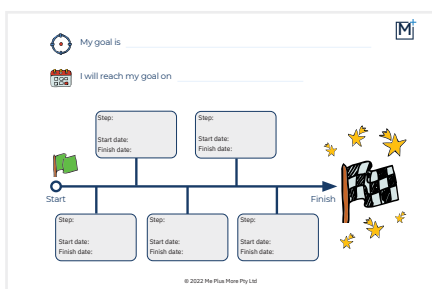 M+
My goal is
I will reach my goal on
Step:
Start date:
Finish date:
Step:
Start date:
Finish date:
Start
Finish
Step:
Start date:
Finish date:
Step:
Start date:
Finish date:
Step:
Start date:
Finish date:
© 2022 Me Plus More Pty Ltd